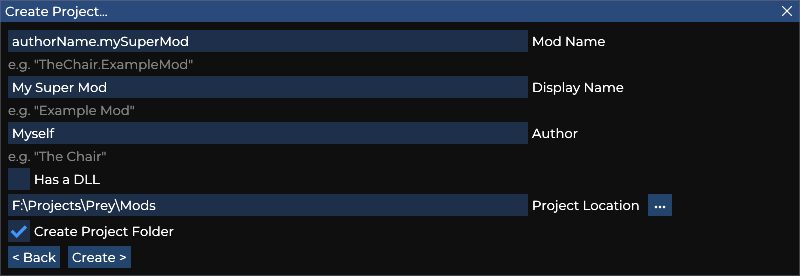 Create Project...
authorName.mySuperMod Mod Name
e.g. "TheChair.ExampleMod"
My Super Mod Display Name
e.g. "Example Mod"
Myself Author
e.g. "The Chair"
Has a DLL
F:\Projects\Prey\Mods Project Location ...
Create Project Folder
< Back Create >